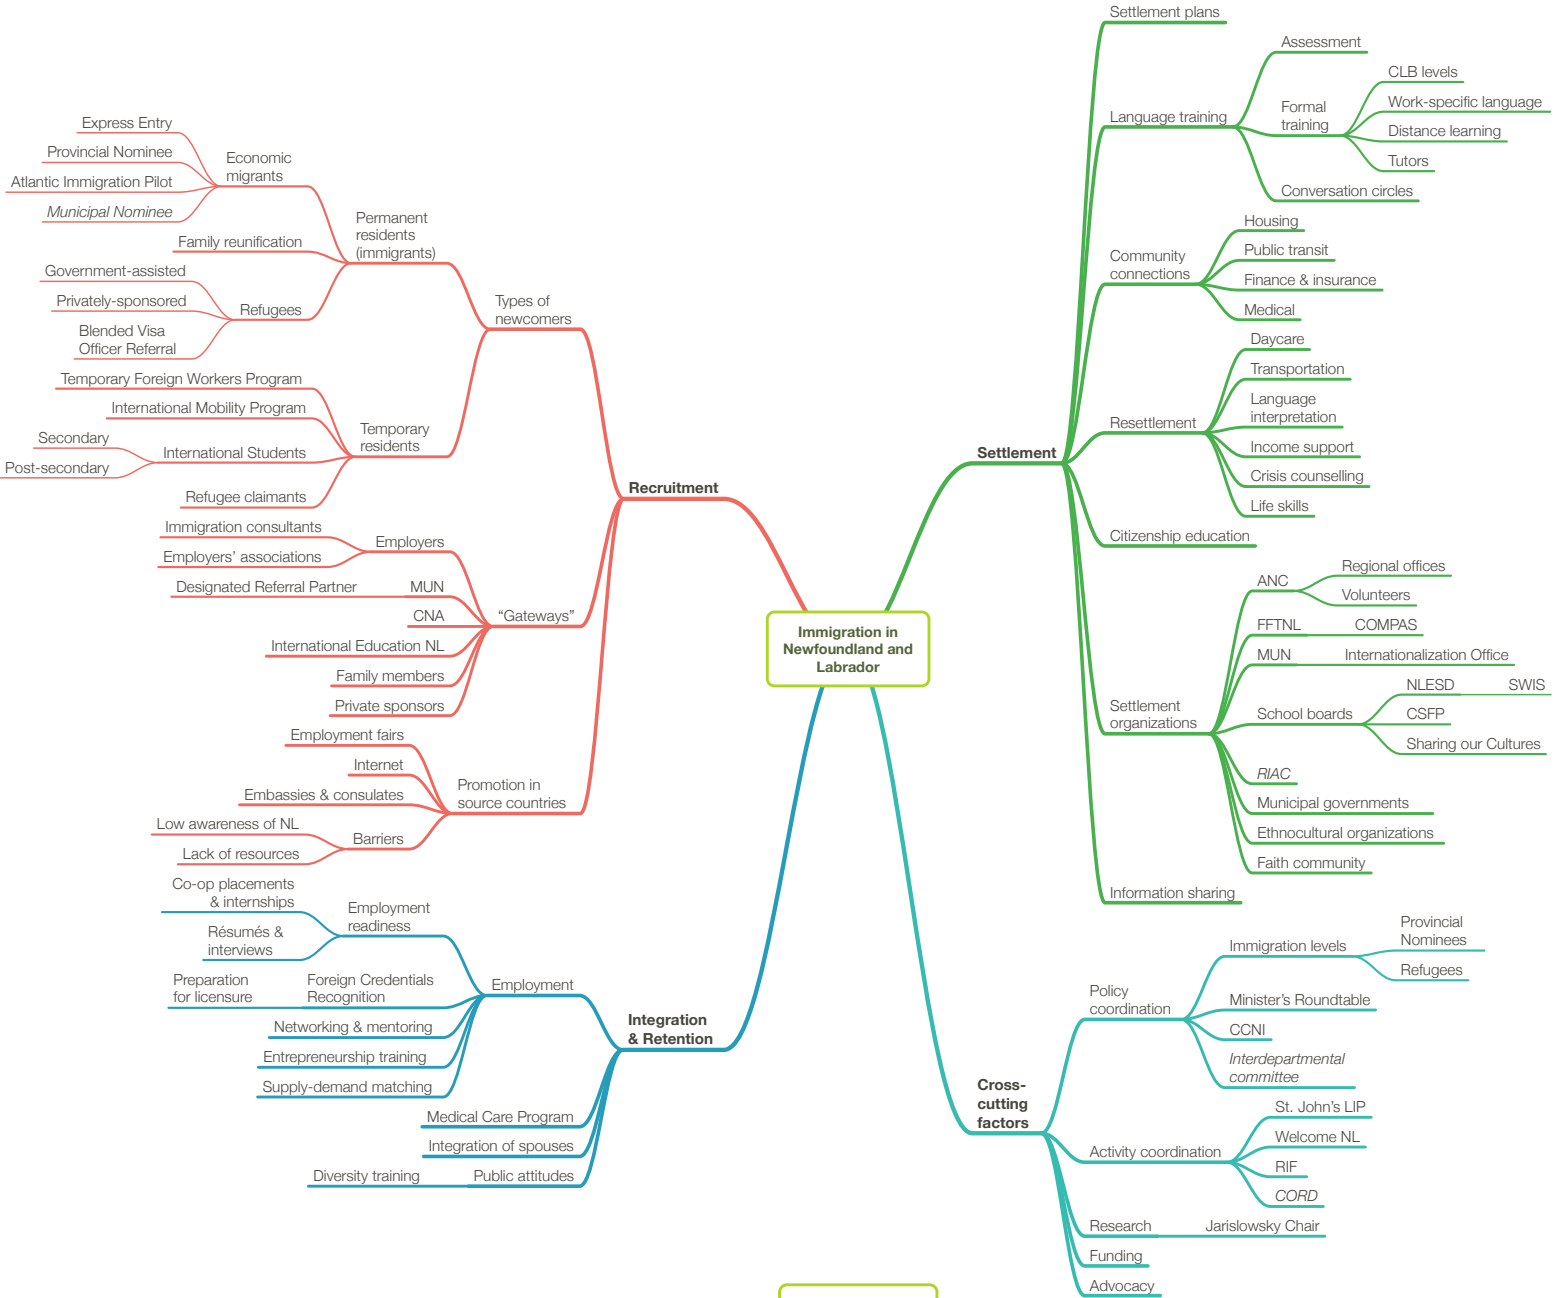 Immigration in
Newfoundland and
Labrador
Recruitment
Types of
newcomers
Permanent
residents
(immigrants)
Economic
migrants
Express Entry
Provincial Nominee
Atlantic Immigration Pilot
Municipal Nominee
Family reunification
Refugees
Government-assisted
Privately-sponsored
Blended Visa
Officer Referral
Temporary
residents
Temporary Foreign Workers Program
International Mobility Program
International Students
Secondary
Post-secondary
Refugee claimants
“Gateways”
Employers
Immigration consultants
Employers’ associations
MUN
Designated Referral Partner
CNA
International Education NL
Family members
Private sponsors
Promotion in
source countries
Employment fairs
Internet
Embassies & consulates
Barriers
Low awareness of NL
Lack of resources
Integration
& Retention
Employment
Employment
readiness
Co-op placements
& internships
Résumés &
interviews
Foreign Credentials
Recognition
Preparation
for licensure
Networking & mentoring
Entrepreneurship training
Supply-demand matching
Medical Care Program
Integration of spouses
Public attitudes
Diversity training
Settlement
Settlement plans
Language training
Assessment
Formal
training
CLB levels
Work-specific language
Distance learning
Tutors
Conversation circles
Community
connections
Housing
Public transit
Finance & insurance
Medical
Resettlement
Daycare
Transportation
Language
interpretation
Income support
Crisis counselling
Life skills
Citizenship education
Settlement
organizations
ANC
Regional offices
Volunteers
FFTNL
COMPAS
MUN
Internationalization Office
School boards
NLESD
SWIS
CSFP
Sharing our Cultures
RIAC
Municipal governments
Ethnocultural organizations
Faith community
Information sharing
Cross-
cutting
factors
Policy
coordination
Immigration levels
Provincial
Nominees
Refugees
Minister’s Roundtable
CCNI
Interdepartmental
committee
Activity coordination
St. John’s LIP
Welcome NL
RIF
CORD
Research
Jarislowsky Chair
Funding
Advocacy